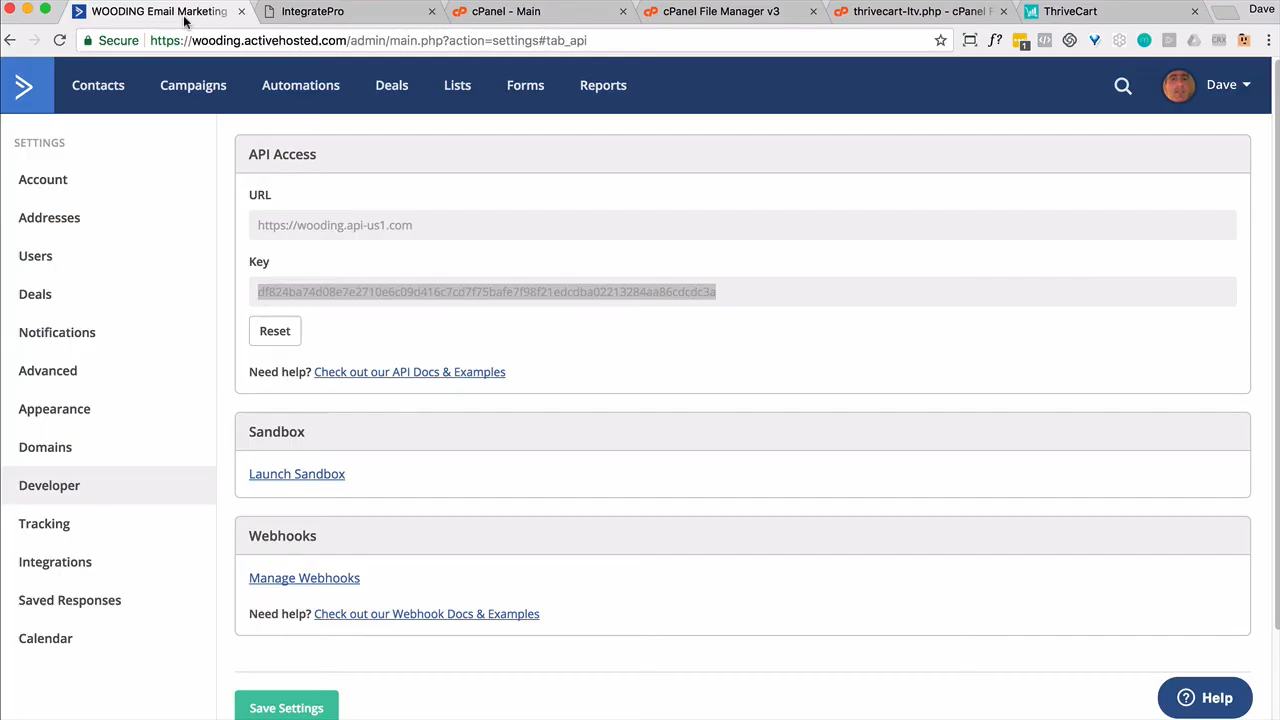 WOODING Email Marketing
IntegratePro
cPanel - Main
cPanel File Manager v3
thrivecart-ltv.php - cPanel F
ThriveCart
Dave
Secure
https://wooding.activehosted.com/admin/main.php?action=settings#tab_api
Contacts
Campaigns
Automations
Deals
Lists
Forms
Reports
Dave
SETTINGS
Account
Addresses
Users
Deals
Notifications
Advanced
Appearance
Domains
Developer
Tracking
Integrations
Saved Responses
Calendar
API Access
URL
https://wooding.api-us1.com
Key
df824ba74d08e7e2710e6c09d416c7cd7f75bafe7f98f21edcdba02213284aa86cdcdc3a
Reset
Need help? Check out our API Docs & Examples
Sandbox
Launch Sandbox
Webhooks
Manage Webhooks
Need help? Check out our Webhook Docs & Examples
Save Settings
Help